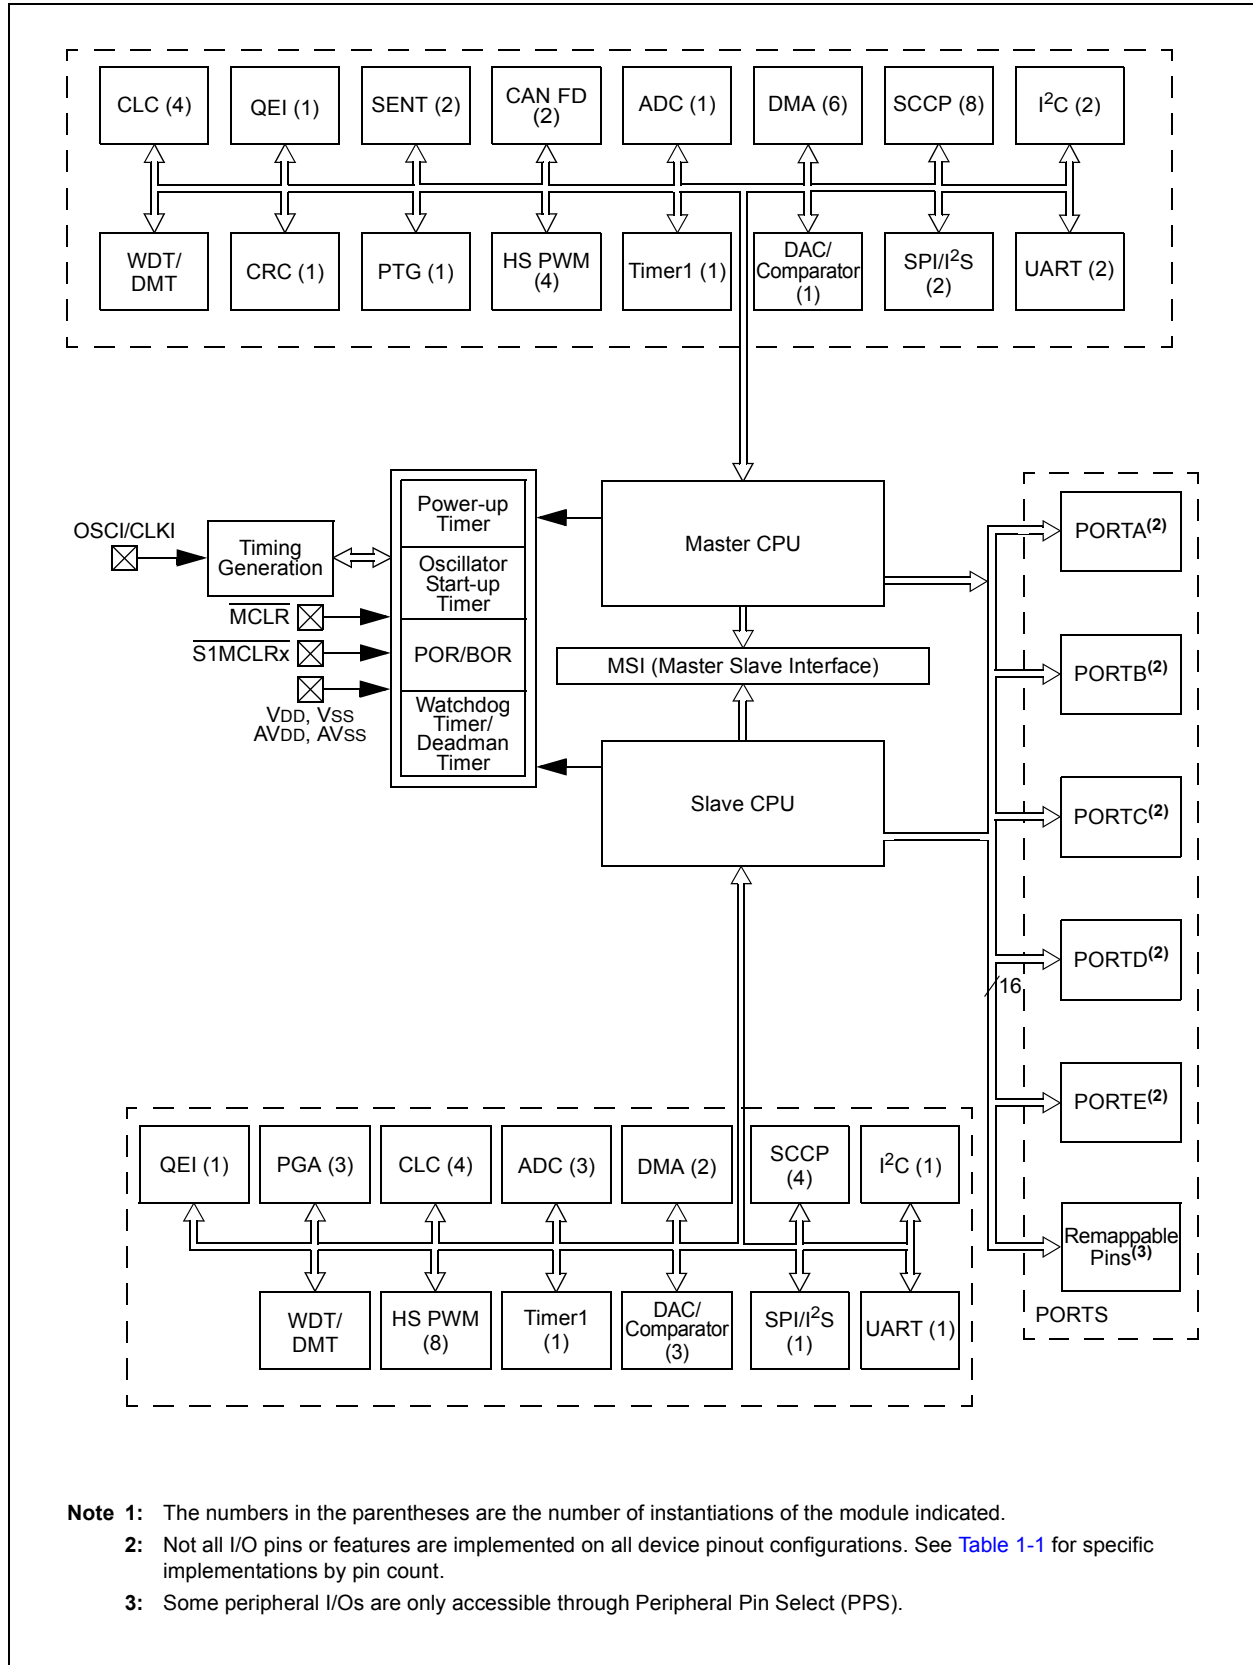 CLC (4)
QEI (1)
SENT (2)
CAN FD
(2)
ADC (1)
DMA (6)
SCCP (8)
I²C (2)
WDT/
DMT
CRC (1)
PTG (1)
HS PWM
(4)
Timer1 (1)
DAC/
Comparator
(1)
SPI/I²S
(2)
UART (2)
OSCI/CLKI
Timing
Generation
MCLR
S1MCLRx
VDD, VSS
AVDD, AVSS
Power-up
Timer
Oscillator
Start-up
Timer
POR/BOR
Watchdog
Timer/
Deadman
Timer
Master CPU
MSI (Master Slave Interface)
Slave CPU
PORTA(2)
PORTB(2)
PORTC(2)
PORTD(2)
16
PORTE(2)
Remappable
Pins(3)
PORTS
QEI (1)
PGA (3)
CLC (4)
ADC (3)
DMA (2)
SCCP
(4)
I²C (1)
WDT/
DMT
HS PWM
(8)
Timer1
(1)
DAC/
Comparator
(3)
SPI/I²S
(1)
UART (1)
Note 1: The numbers in the parentheses are the number of instantiations of the module indicated.
2: Not all I/O pins or features are implemented on all device pinout configurations. See Table 1-1 for specific
implementations by pin count.
3: Some peripheral I/Os are only accessible through Peripheral Pin Select (PPS).